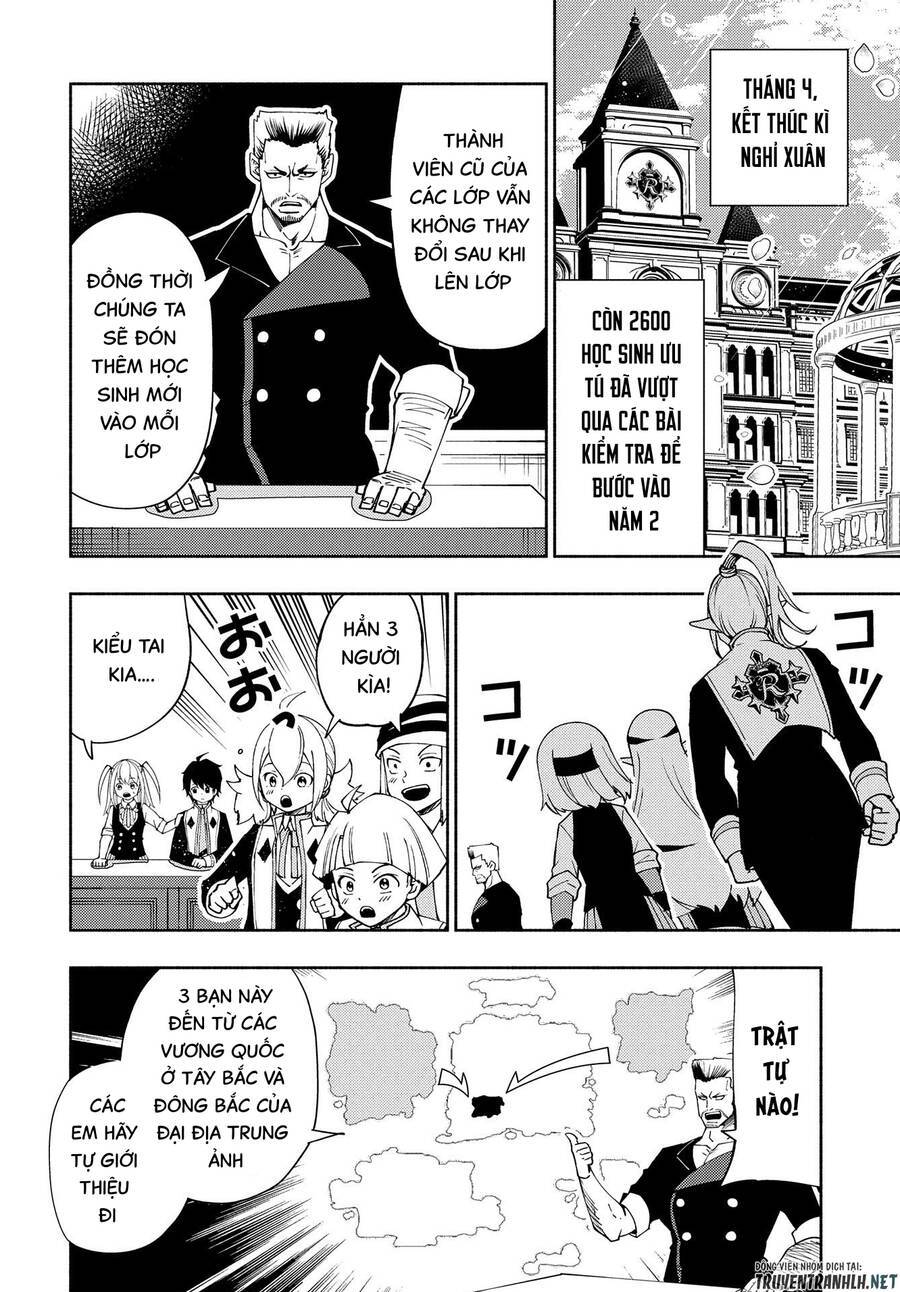 THÁNG 4,
KẾT THÚC KÌ
NGHỈ XUÂN
CÒN 2600
HỌC SINH ƯU
TÚ ĐÃ VƯỢT
QUA CÁC BÀI
KIỂM TRA ĐỂ
BƯỚC VÀO
NĂM 2
THÀNH
VIÊN CŨ CỦA
CÁC LỚP VẪN
KHÔNG THAY
ĐỔI SAU KHI
LÊN LỚP
ĐỒNG THỜI
CHÚNG TA
SẼ ĐÓN
THÊM HỌC
SINH MỚI
VÀO MỖI
LỚP
R
コツ
コツ
R
HẲN 3
NGƯỜI
KÌA!
おお
KIỂU TAI
KIA....
TRẬT
TỰ
NÀO!
3 BẠN NÀY
ĐẾN TỪ CÁC
VƯƠNG QUỐC
Ở TÂY BẮC VÀ
ĐÔNG BẮC CỦA
ĐẠI ĐỊA TRUNG
ẢNH
CÁC
EM HÃY
TỰ GIỚI
THIỆU
ĐI
ĐỘNG VIÊN NHÓM DỊCH TẠI:
TRUYENTRANHLH.NET